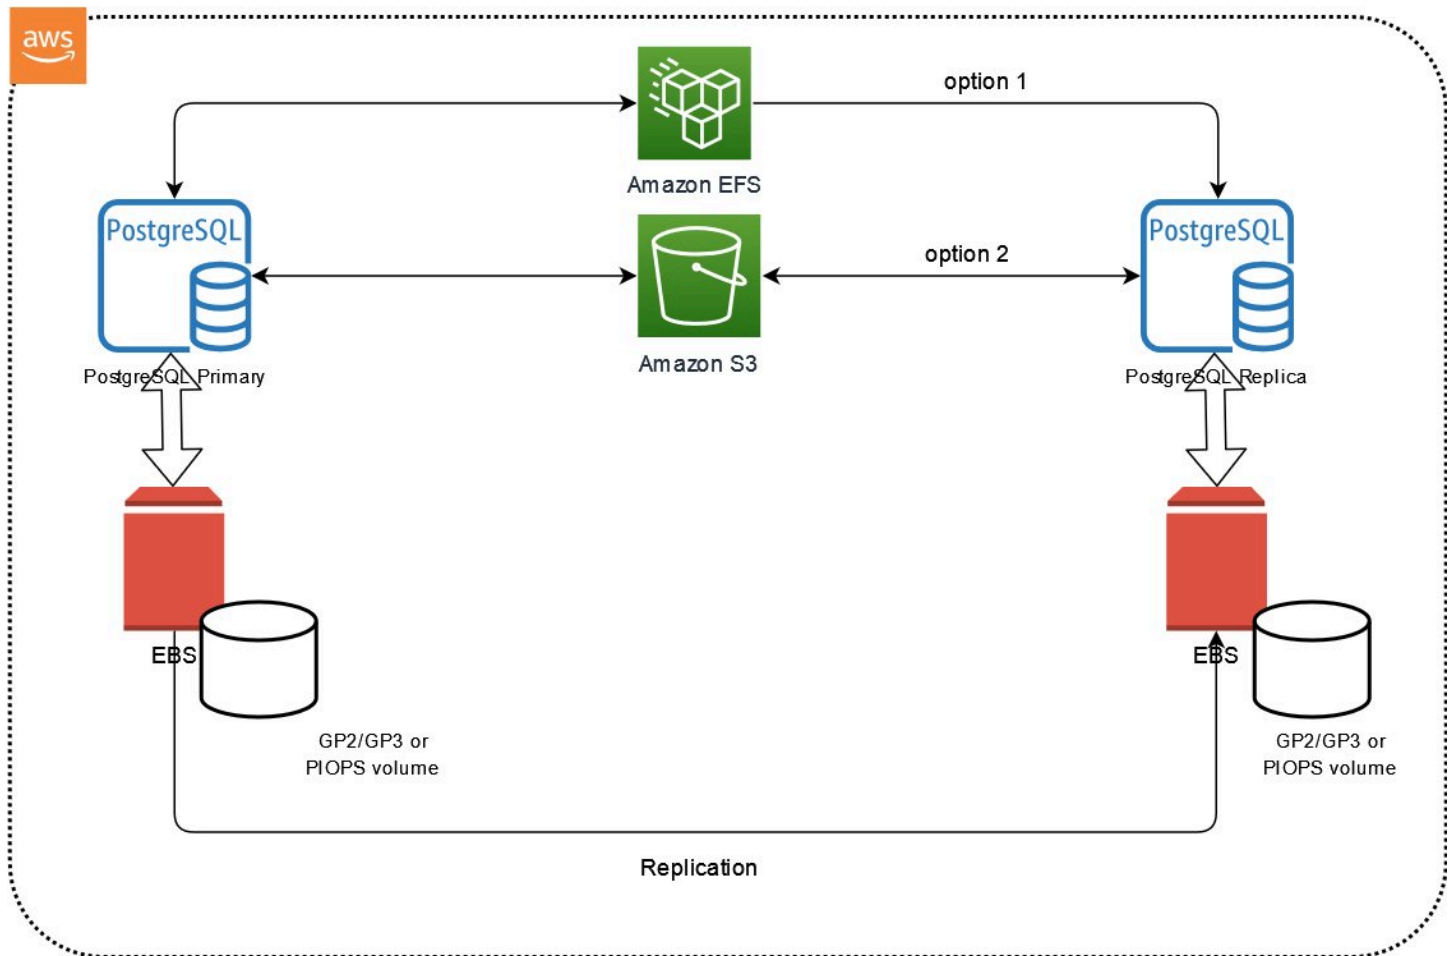 aws
option 1
Amazon EFS
PostgreSQL
PostgreSQL
option 2
Amazon S3
PostgreSQL Primary
PostgreSQL Replica
EBS
EBS
GP2/GP3 or
PIOPS volume
GP2/GP3 or
PIOPS volume
Replication